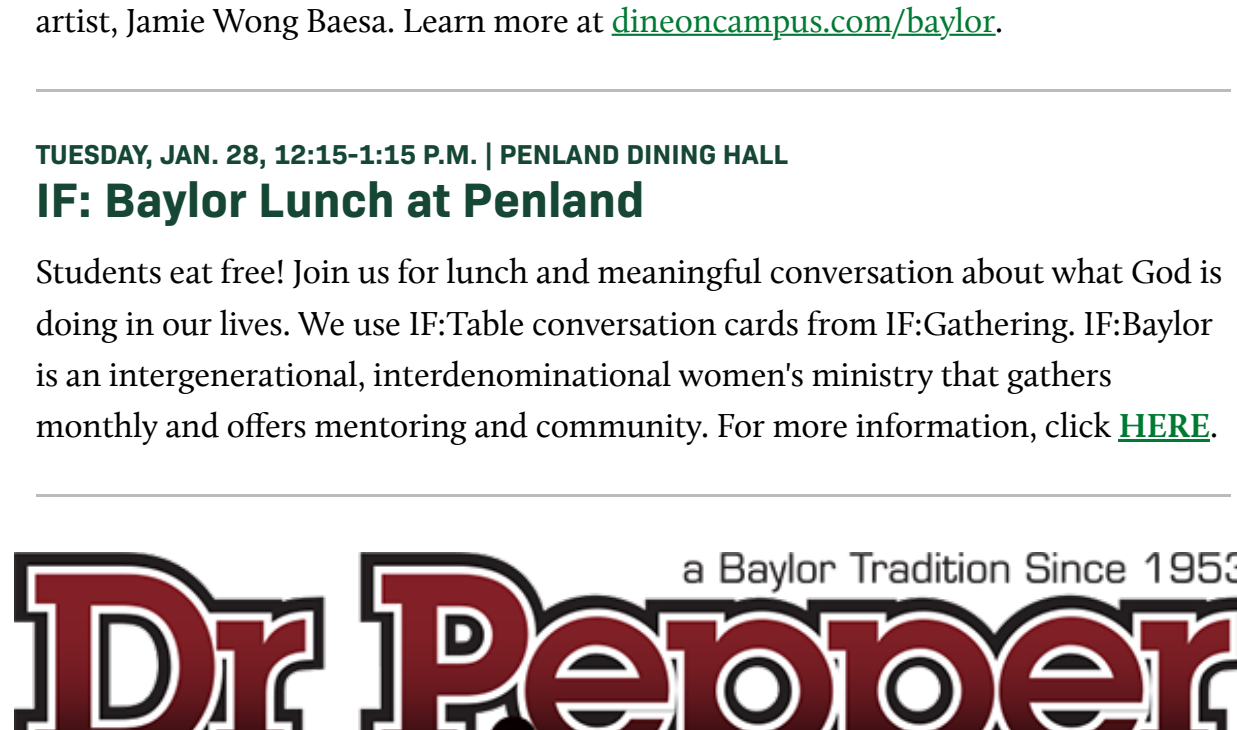 artist, Jamie Wong Baesa. Learn more at dineoncampus.com/baylor.
TUESDAY, JAN. 28, 12:15-1:15 P.M. | PENLAND DINING HALL
IF: Baylor Lunch at Penland
Students eat free! Join us for lunch and meaningful conversation about what God is
doing in our lives. We use IF:Table conversation cards from IF:Gathering. IF:Baylor
is an intergenerational, interdenominational women's ministry that gathers
monthly and offers mentoring and community. For more information, click HERE.
a Baylor Tradition Since 1953
Dr Pepper